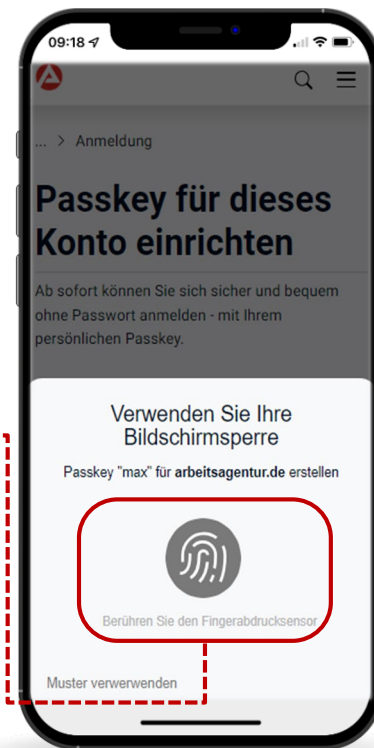 09:18
... > Anmeldung
Passkey für dieses
Konto einrichten
Ab sofort können Sie sich sicher und bequem
ohne Passwort anmelden - mit Ihrem
persönlichen Passkey.
Verwenden Sie Ihre
Bildschirmsperre
Passkey "max" für arbeitsagentur.de erstellen
Berühren Sie den Fingerabdrucksensor
Muster verwerwenden